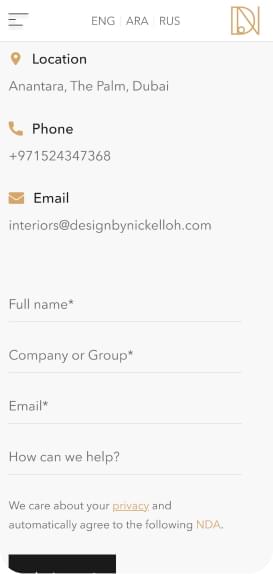 ENG | ARA | RUS
Location
Anantara, The Palm, Dubai
Phone
+971524347368
Email
interiors@designbynickelloh.com
Full name*
Company or Group*
Email*
How can we help?
We care about your privacy and
automatically agree to the following NDA.